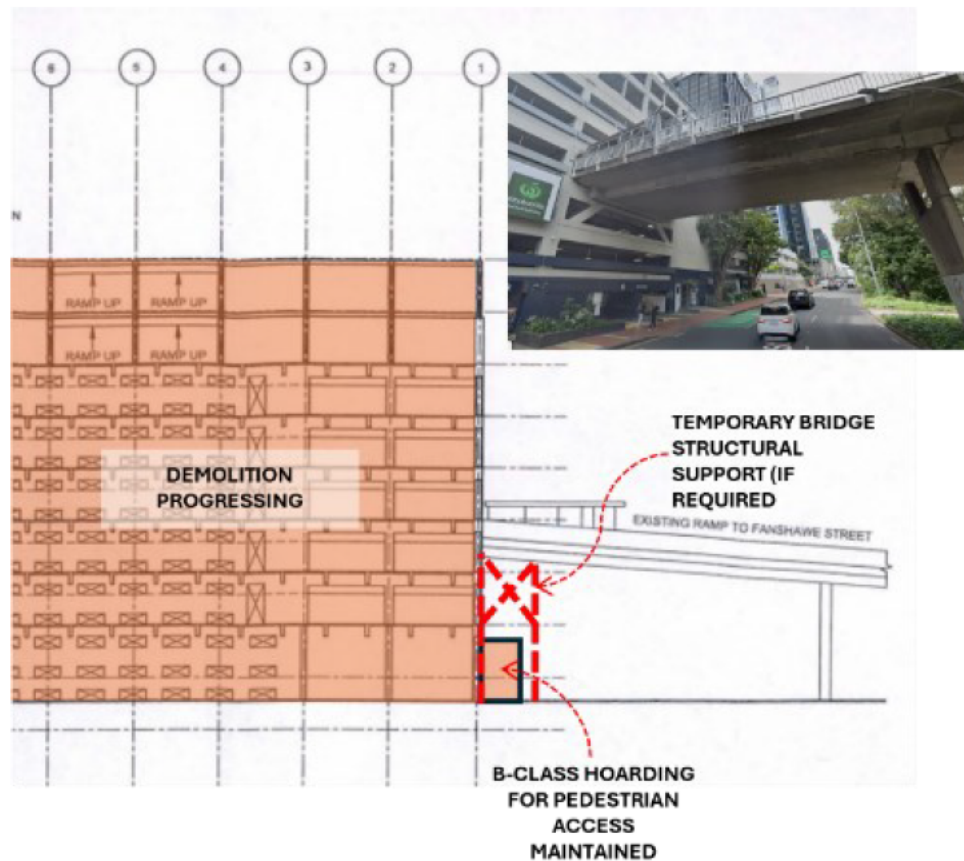 6 5 4 3 2 1
N
RAMP UP RAMP UP
RAMP UP RAMP UP
DEMOLITION
PROGRESSING
TEMPORARY BRIDGE
STRUCTURAL
SUPPORT (IF
REQUIRED
EXISTING RAMP TO FANSHAWE STREET
B-CLASS HOARDING
FOR PEDESTRIAN
ACCESS
MAINTAINED